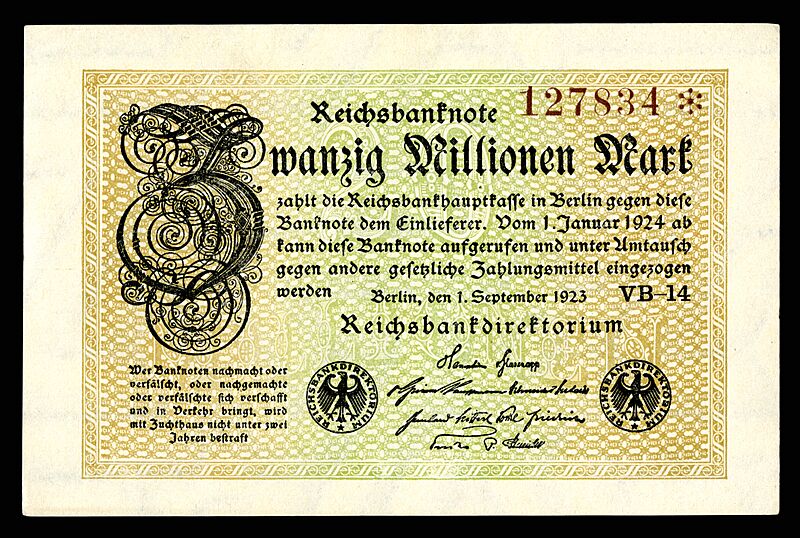 Reichsbanknote 127834 *
Zwanzig Millionen Mark
zahlt die Reichsbankhauptkasse in Berlin gegen diese
Banknote dem Einlieferer. Vom 1. Januar 1924 ab
kann diese Banknote aufgerufen und unter Umtausch
gegen andere gesetzliche Zahlungsmittel eingezogen
werden Berlin, den 1. September 1923 VB-14
Reichsbankdirektorium
Wer Banknoten nachmacht oder
verfälscht, oder nachgemachte
oder verfälschte sich verschafft
und in Verkehr bringt, wird
mit Zuchthaus nicht unter zwei
Jahren bestraft
REICHSBANKDIREKTORIUM
REICHSBANKDIREKTORIUM